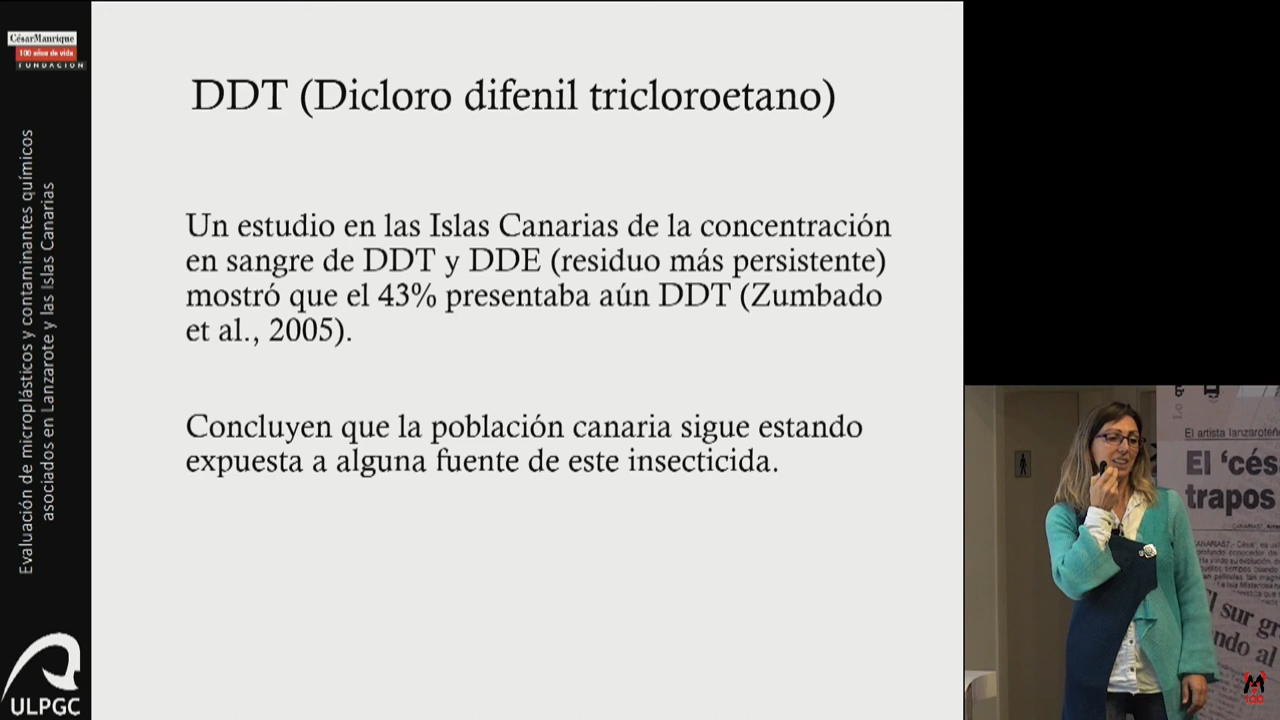 CésarManrique
100 años de vida
FUNDACIÓN
Evaluación de microplásticos y contaminantes químicos
asociados en Lanzarote y las Islas Canarias
ULPGC
DDT (Dicloro difenil tricloroetano)
Un estudio en las Islas Canarias de la concentración
en sangre de DDT y DDE (residuo más persistente)
mostró que el 43% presentaba aún DDT (Zumbado
et al., 2005).
Concluyen que la población canaria sigue estando
expuesta a alguna fuente de este insecticida.
El artista lanzaroteñ
El ‘cés
trapos
sur gr
ndo al
M
100